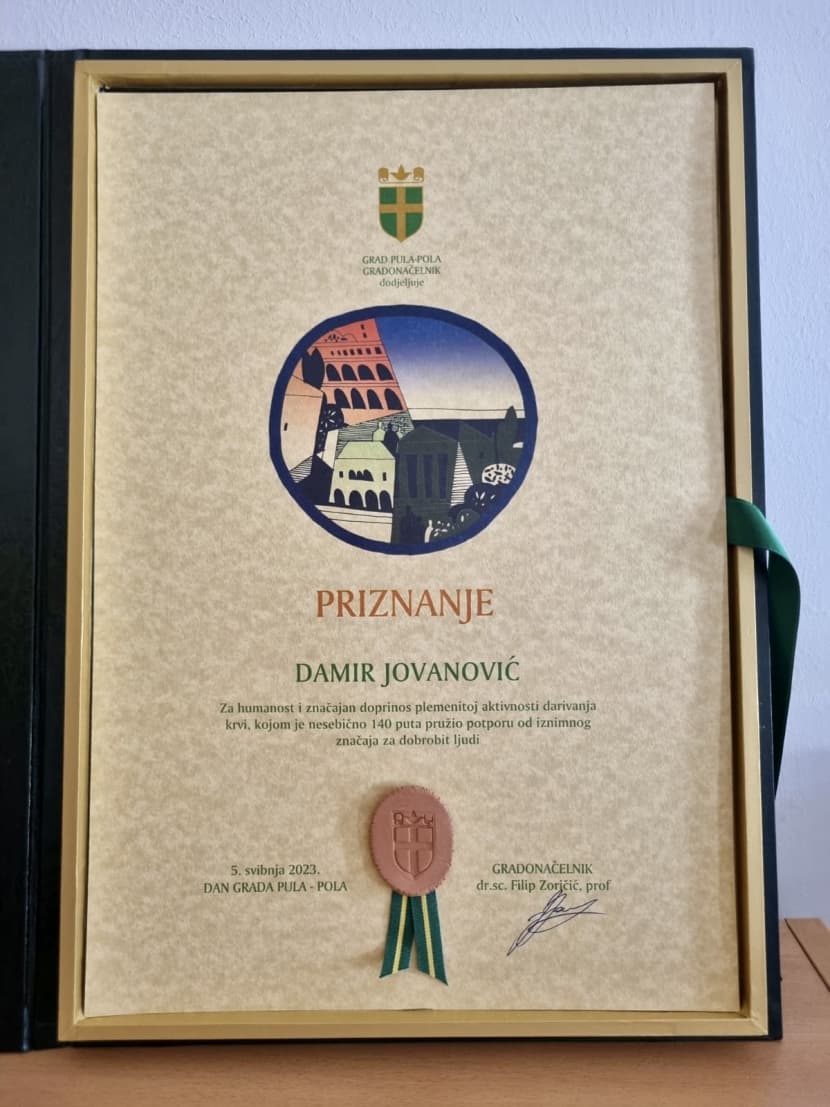 GRAD PULA-POLA
GRADONAČELNIK
dodjeljuje
PRIZNANJE
DAMIR JOVANOVIĆ
Za humanost i značajan doprinos plemenitoj aktivnosti darivanja
krvi, kojom je nesebično 140 puta pružio potporu od iznimnog
značaja za dobrobit ljudi
5. svibnja 2023.
DAN GRADA PULA - POLA
GRADONAČELNIK
dr.sc. Filip Zoričić, prof